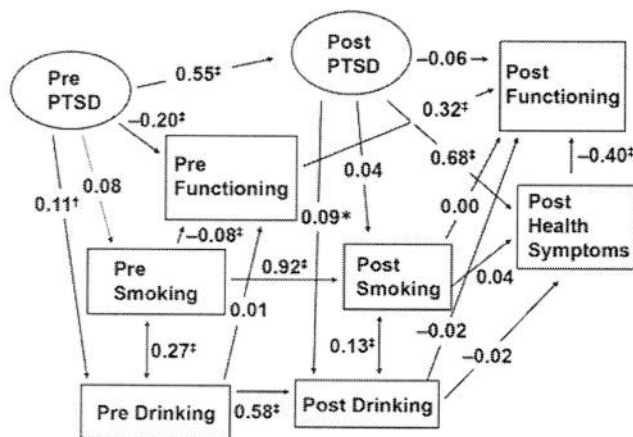 Pre
PTSD
0.55‡
Post
PTSD
–0.06
Post
Functioning
–0.20‡
0.32‡
Pre
Functioning
0.08
0.11†
0.04
0.68‡
–0.40‡
0.09*
0.00
Post
Health
Symptoms
–0.08‡
Pre
Smoking
0.92‡
Post
Smoking
0.04
0.01
0.27‡
0.13‡
–0.02
–0.02
Pre Drinking
0.58‡
Post Drinking